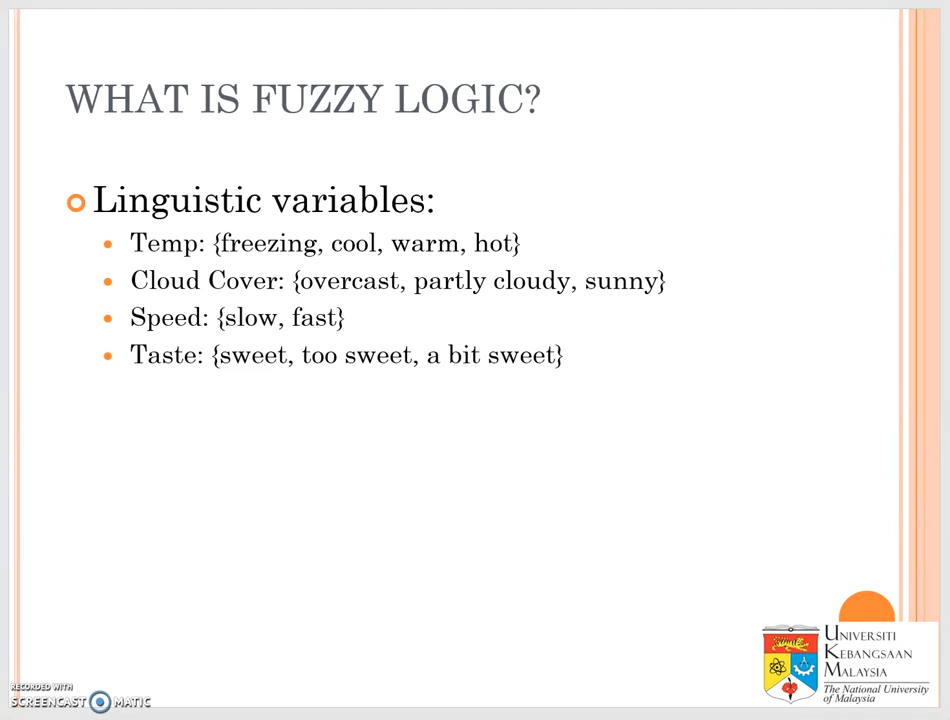 WHAT IS FUZZY LOGIC?
Linguistic variables:
Temp: {freezing, cool, warm, hot}
Cloud Cover: {overcast, partly cloudy, sunny}
Speed: {slow, fast}
Taste: {sweet, too sweet, a bit sweet}
UNIVERSITI
KEBANGSAAN
MALAYSIA
The National University
of Malaysia
RECORDED WITH
SCREENCAST MATIC